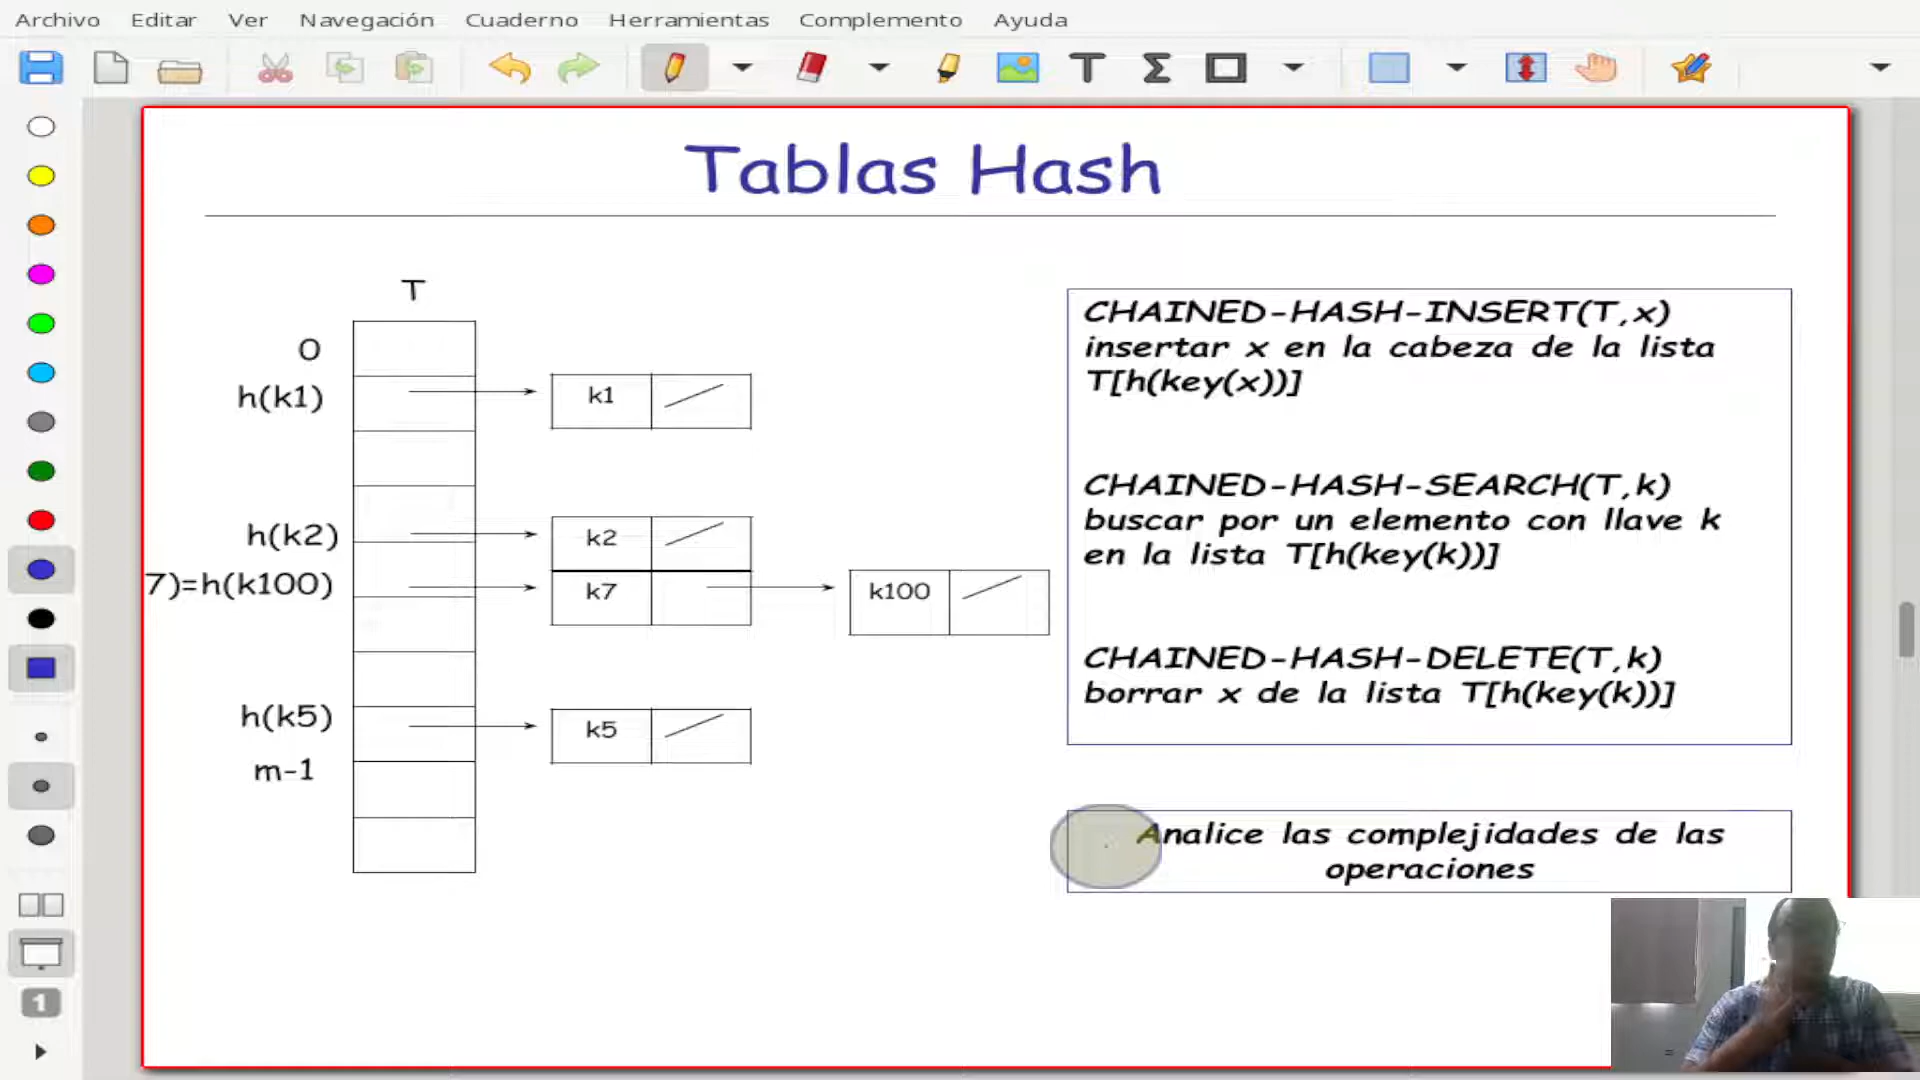 Archivo Editar Ver Navegación Cuaderno Herramientas Complemento Ayuda
Tablas Hash
T
0
h(k1)
k1
h(k2)
k2
7)=h(k100)
k7
k100
h(k5)
k5
m-1
CHAINED-HASH-INSERT(T,x)
insertar x en la cabeza de la lista
T[h(key(x))]
CHAINED-HASH-SEARCH(T,k)
buscar por un elemento con llave k
en la lista T[h(key(k))]
CHAINED-HASH-DELETE(T,k)
borrar x de la lista T[h(key(k))]
Analice las complejidades de las
operaciones
1